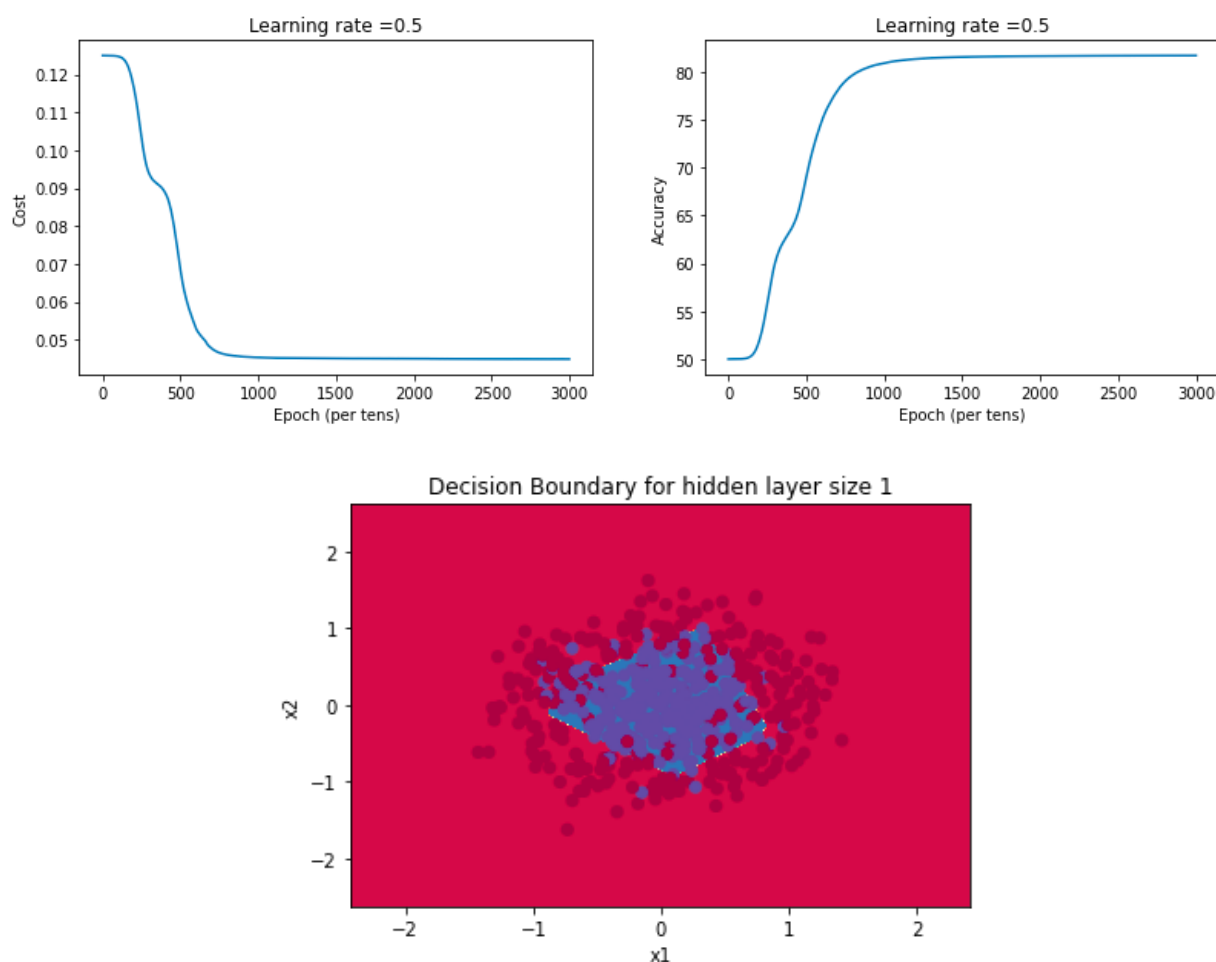 Learning rate =0.5
0.12
0.11
0.10
0.09
0.08
0.07
0.06
0.05
Cost
0 500 1000 1500 2000 2500 3000
Epoch (per tens)
Learning rate =0.5
80
75
70
65
60
55
50
Accuracy
0 500 1000 1500 2000 2500 3000
Epoch (per tens)
Decision Boundary for hidden layer size 1
2
1
0
−1
−2
x2
−2 −1 0 1 2
x1